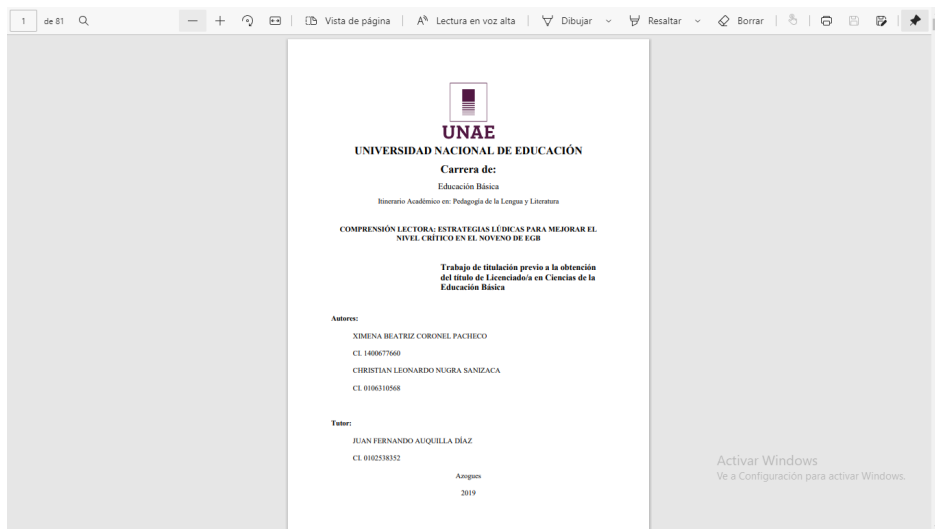 1 de 81 Vista de página Lectura en voz alta Dibujar Resaltar Borrar
UNAE
UNIVERSIDAD NACIONAL DE EDUCACIÓN
Carrera de:
Educación Básica
Itinerario Académico en: Pedagogía de la Lengua y Literatura
COMPRENSIÓN LECTORA: ESTRATEGIAS LÚDICAS PARA MEJORAR EL
NIVEL CRÍTICO EN EL NOVENO DE EGB
Trabajo de titulación previo a la obtención
del título de Licenciado/a en Ciencias de la
Educación Básica
Autores:
XIMENA BEATRIZ CORONEL PACHECO
CI. 1400677660
CHRISTIAN LEONARDO NUGRA SANIZACA
CI. 0106310568
Tutor:
JUAN FERNANDO AUQUILLA DÍAZ
CI. 0102538352
Azogues
2019
Activar Windows
Ve a Configuración para activar Windows.